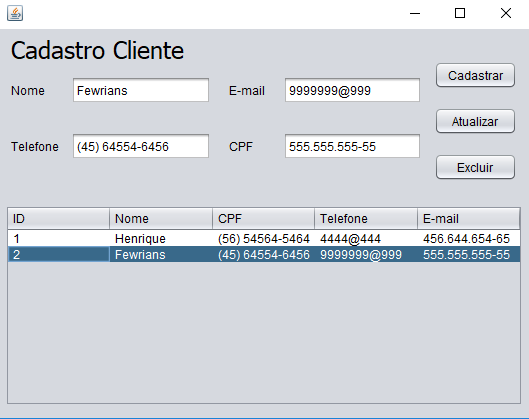 Cadastro Cliente
Nome Fewrians E-mail 9999999@999 Cadastrar
Atualizar
Telefone (45) 64554-6456 CPF 555.555.555-55
Excluir
ID Nome CPF Telefone E-mail
1 Henrique (56) 54564-5464 4444@444 456.644.654-65
2 Fewrians (45) 64554-6456 9999999@999 555.555.555-55